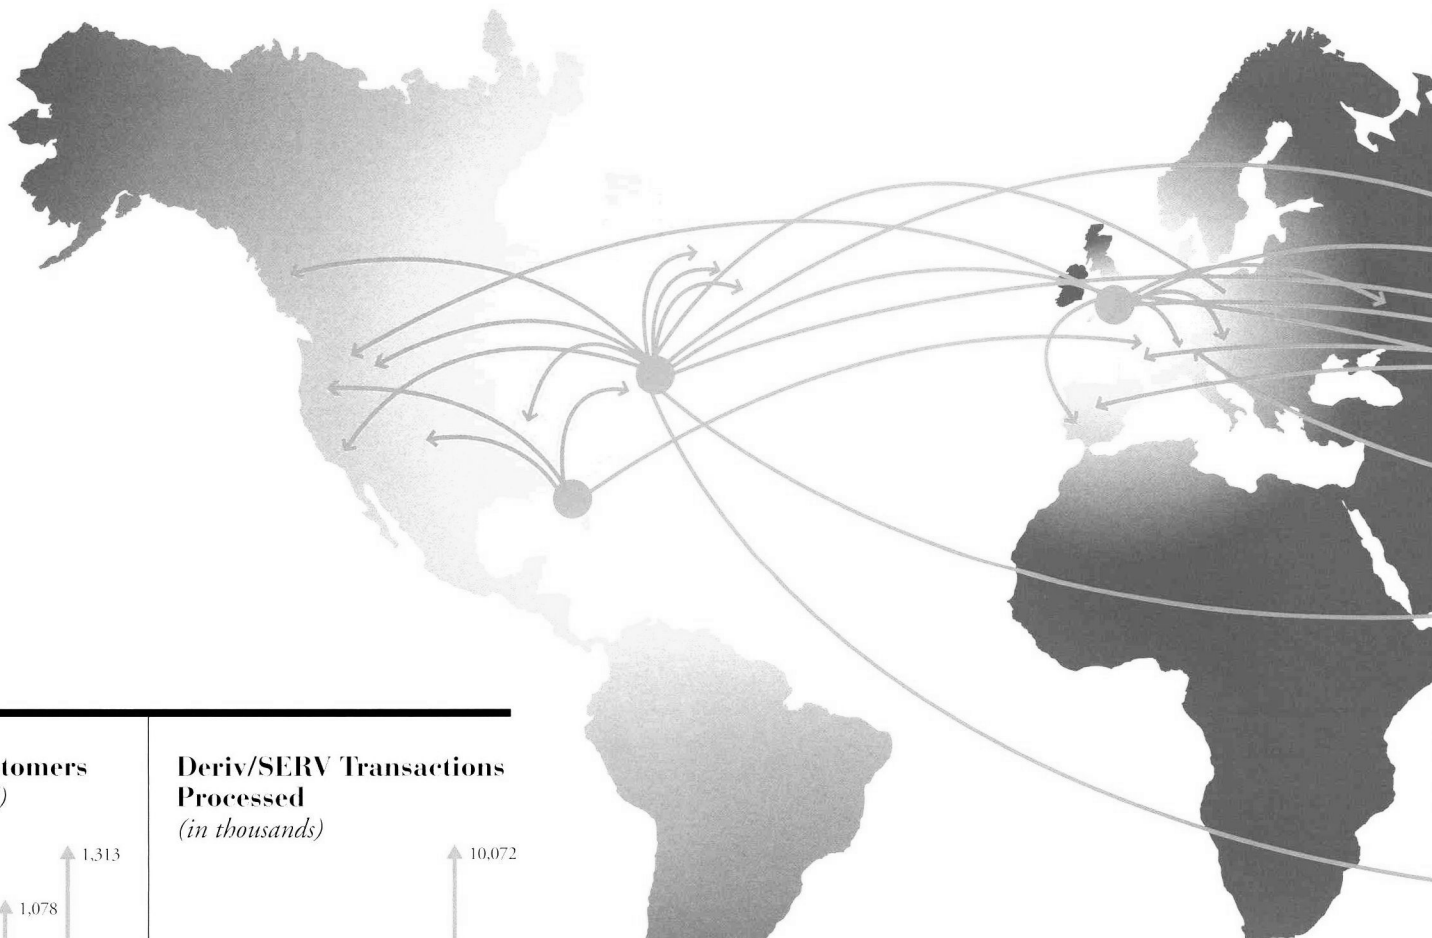 tomers
)
1,313
1,078
Deriv/SERV Transactions
Processed
(in thousands)
10,072